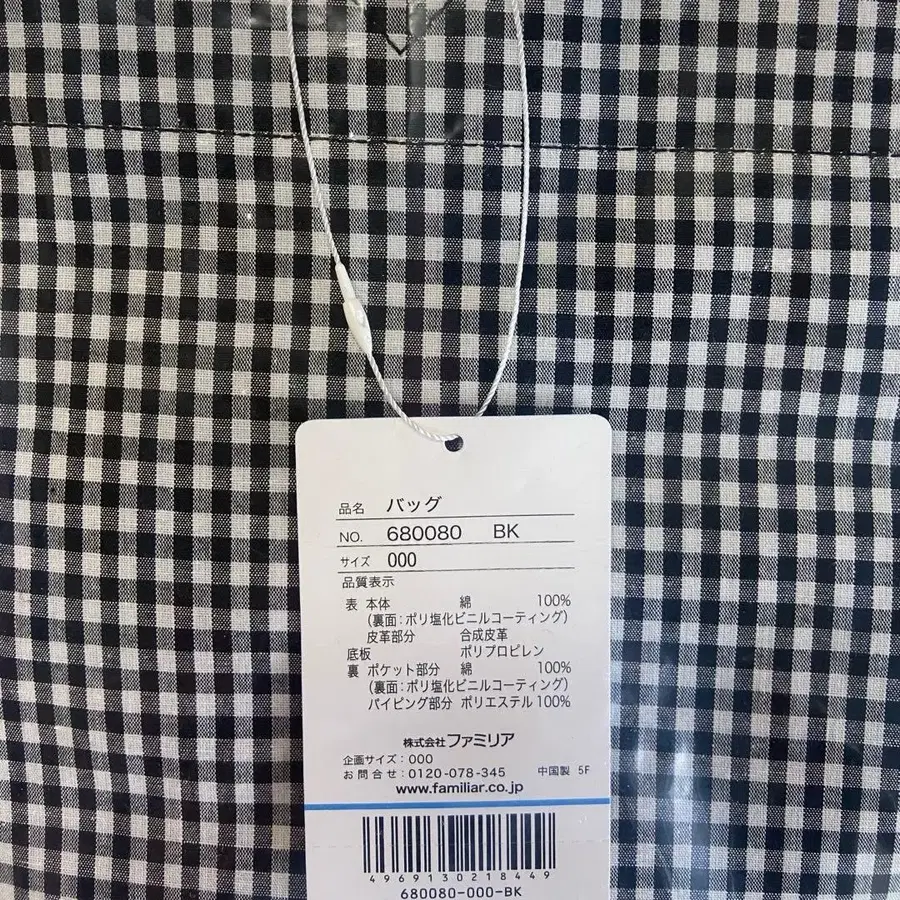 品名 バッグ
NO. 680080 BK
サイズ 000
品質表示
表 本体 綿 100%
(裏面:ポリ塩化ビニルコーティング)
皮革部分 合成皮革
底板 ポリプロピレン
裏 ポケット部分 綿 100%
(裏面:ポリ塩化ビニルコーティング)
パイピング部分 ポリエステル100%
株式会社ファミリア
企画サイズ:000
お問合せ:0120-078-345 中国製 5F
www.familiar.co.jp
4969130218449
680080-000-BK